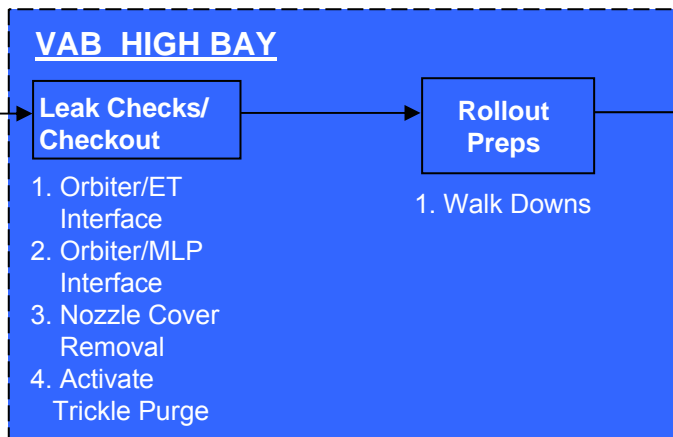 VAB HIGH BAY
Leak Checks/
Checkout
1. Orbiter/ET
Interface
2. Orbiter/MLP
Interface
3. Nozzle Cover
Removal
4. Activate
Trickle Purge
Rollout
Preps
1. Walk Downs